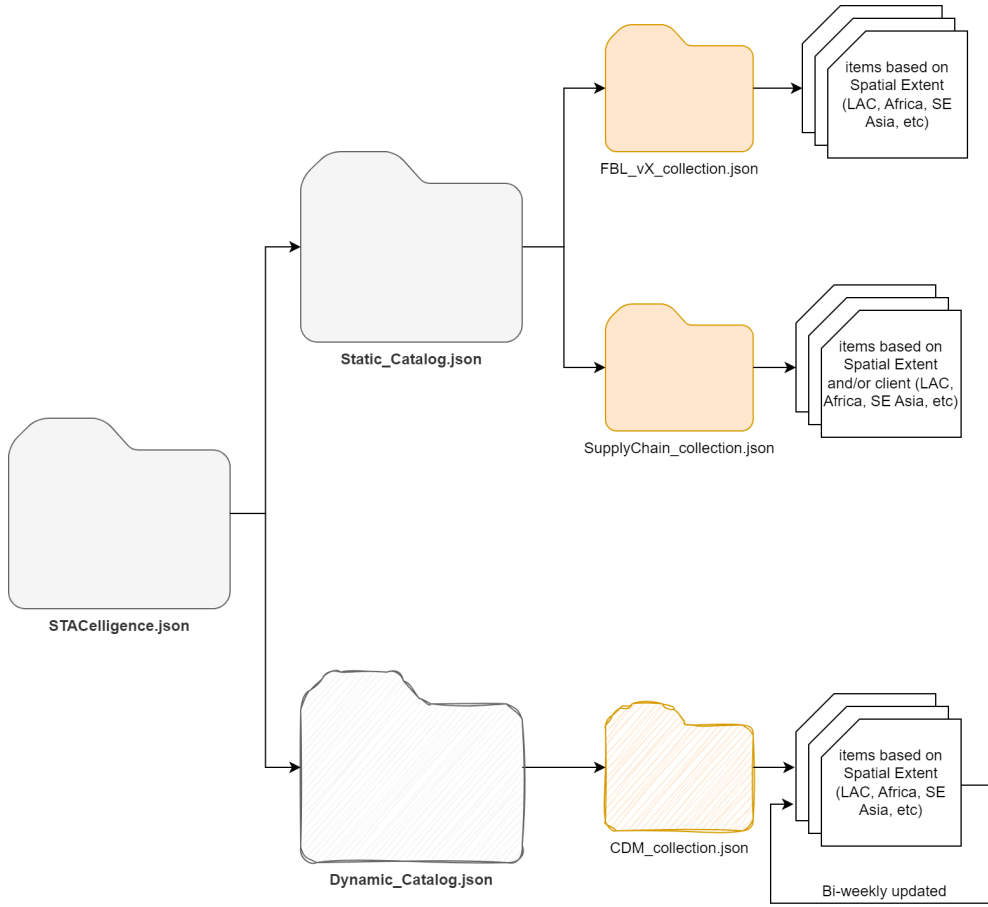 items based on
Spatial Extent
(LAC, Africa, SE
Asia, etc)
FBL_vX_collection.json
Static_Catalog.json
items based on
Spatial Extent
and/or client (LAC,
Africa, SE Asia, etc)
SupplyChain_collection.json
STACelligence.json
items based on
Spatial Extent
(LAC, Africa, SE
Asia, etc)
CDM_collection.json
Dynamic_Catalog.json
Bi-weekly updated